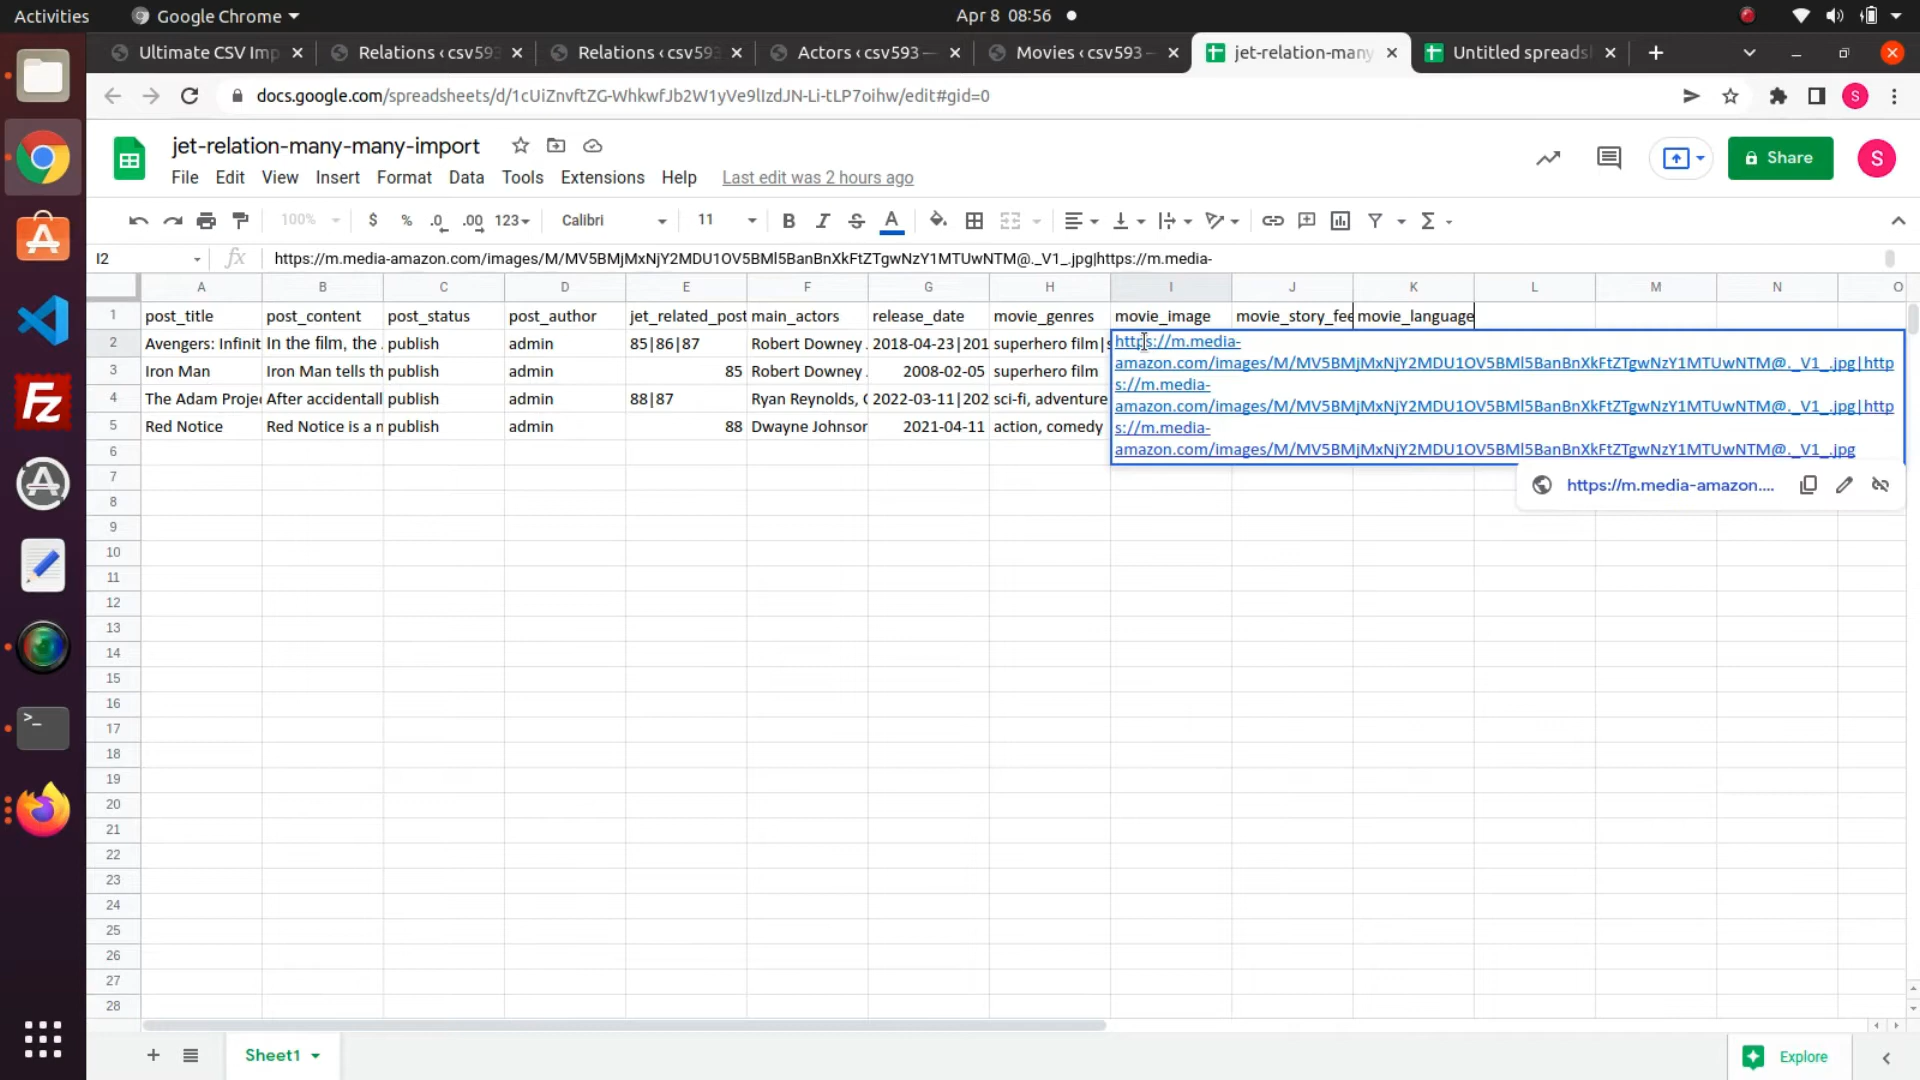 Activities Google Chrome Apr 8 08:56
Ultimate CSV Imp Relations ‹ csv593 Relations ‹ csv593 Actors ‹ csv593 — Movies ‹ csv593 — jet-relation-many Untitled spreads
docs.google.com/spreadsheets/d/1cUiZnvftZG-WhkwfJb2W1yVe9lIzdJN-Li-tLP7oihw/edit#gid=0 S
jet-relation-many-many-import
Share S
File Edit View Insert Format Data Tools Extensions Help Last edit was 2 hours ago
100% $ % .0 .00 123 Calibri 11 B I S A Σ
I2 fx https://m.media-amazon.com/images/M/MV5BMjMxNjY2MDU1OV5BMl5BanBnXkFtZTgwNzY1MTUwNTM@._V1_.jpg|https://m.media-
A B C D E F G H I J K L M N O
1 post_title post_content post_status post_author jet_related_post main_actors release_date movie_genres movie_image movie_story_fee movie_language
2 Avengers: Infinit In the film, the publish admin 85|86|87 Robert Downey 2018-04-23|201 superhero film|s https://m.media-
amazon.com/images/M/MV5BMjMxNjY2MDU1OV5BMl5BanBnXkFtZTgwNzY1MTUwNTM@._V1_.jpg|http
3 Iron Man Iron Man tells th publish admin 85 Robert Downey 2008-02-05 superhero film s://m.media-
4 The Adam Proje After accidentall publish admin 88|87 Ryan Reynolds, 2022-03-11|202 sci-fi, adventure amazon.com/images/M/MV5BMjMxNjY2MDU1OV5BMl5BanBnXkFtZTgwNzY1MTUwNTM@._V1_.jpg|http
5 Red Notice Red Notice is a publish admin 88 Dwayne Johnson 2021-04-11 action, comedy s://m.media-
amazon.com/images/M/MV5BMjMxNjY2MDU1OV5BMl5BanBnXkFtZTgwNzY1MTUwNTM@._V1_.jpg
6
https://m.media-amazon....
7
8
9
10
11
12
13
14
15
16
17
18
19
20
21
22
23
24
25
26
27
28
Sheet1 Explore